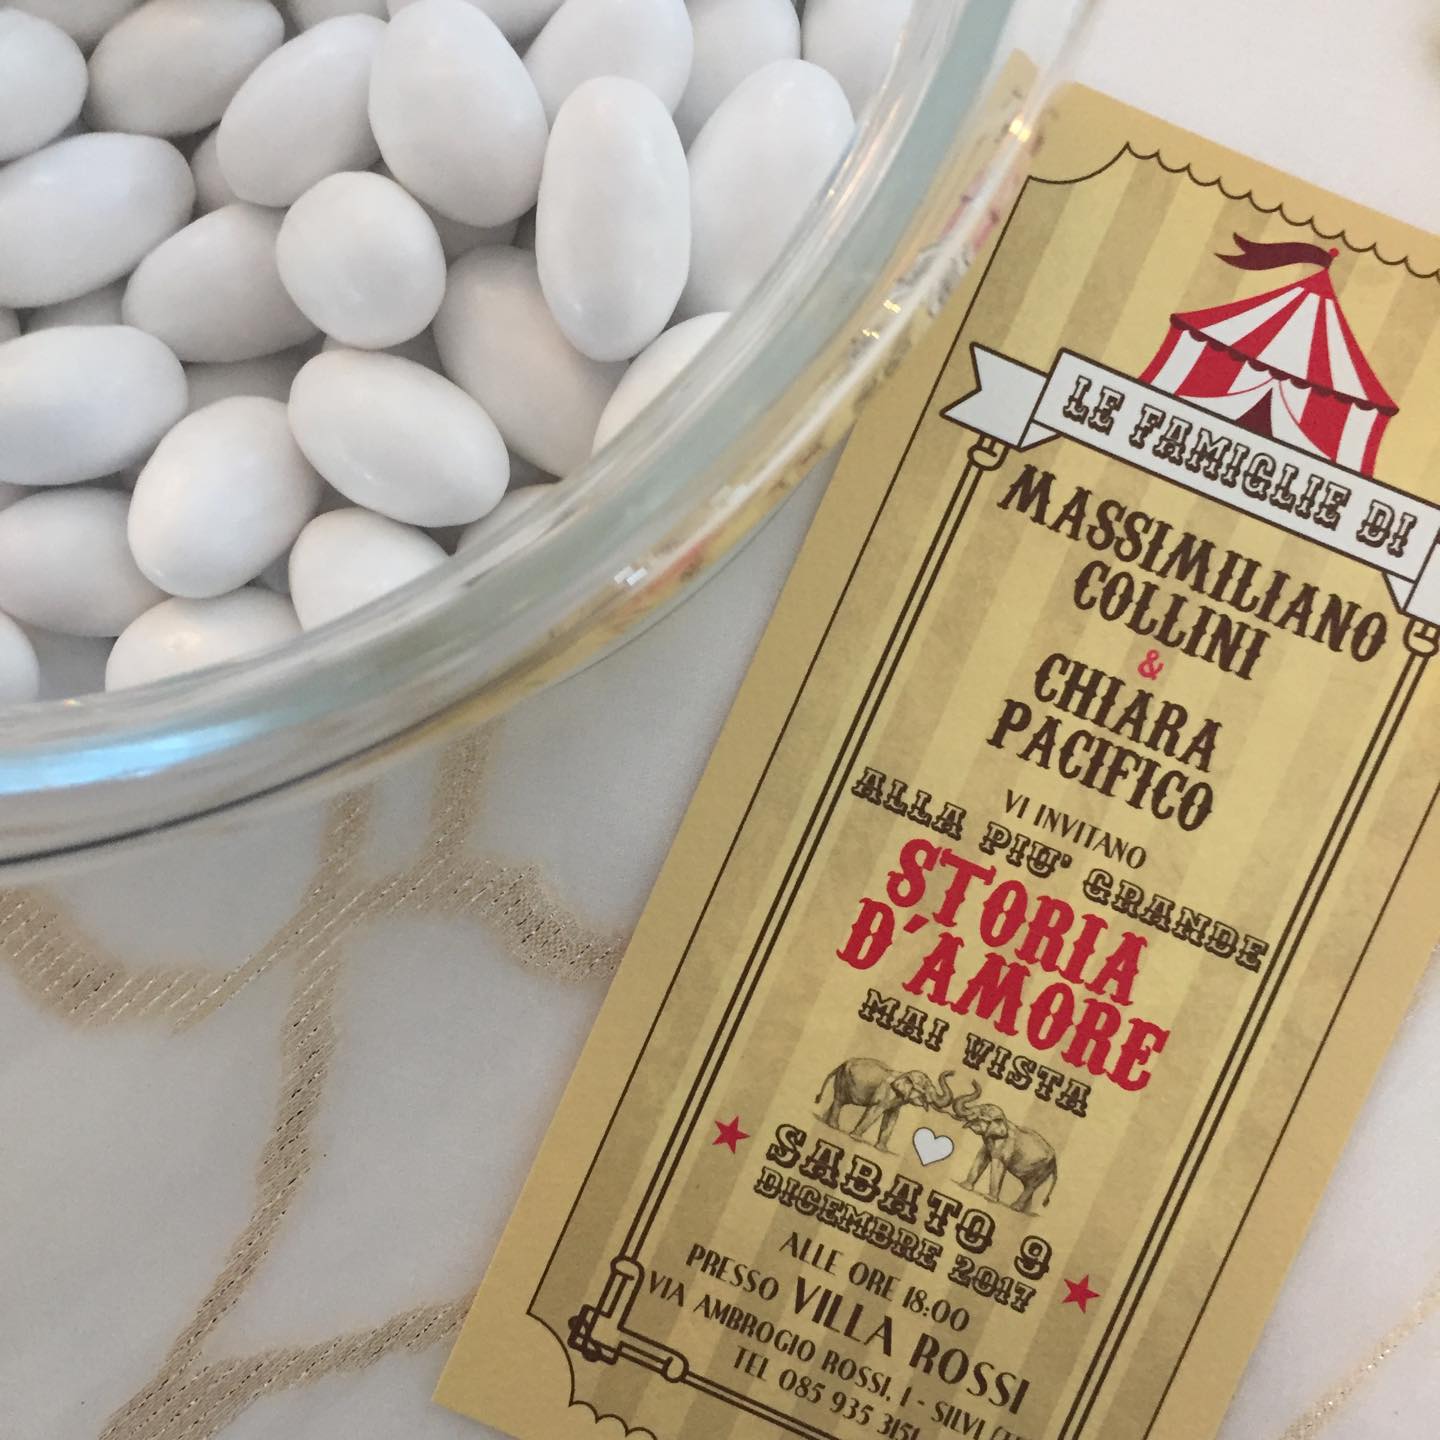 LE FAMIGLIE DI
MASSIMILIANO
COLLINI
&
CHIARA
PACIFICO
VI INVITANO
ALLA PIU' GRANDE
STORIA
D'AMORE
MAI VISTA
SABATO 9
DICEMBRE 2017
ALLE ORE 18:00
PRESSO VILLA ROSSI
VIA AMBROGIO ROSSI, 1 - SILVI
TEL 085 935 3151